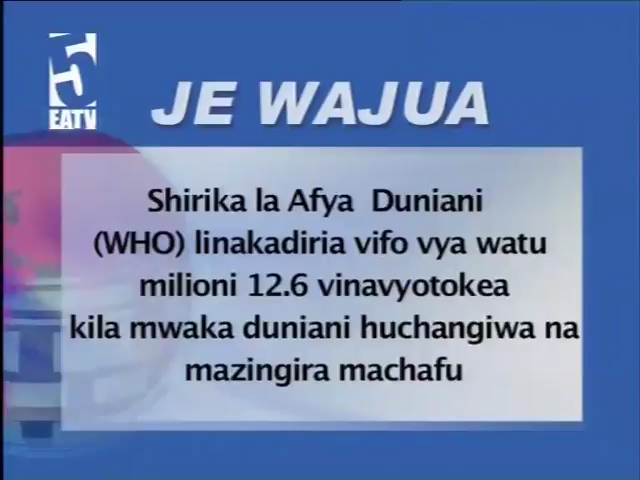 5
EATV
JE WAJUA
Shirika la Afya Duniani
(WHO) linakadiria vifo vya watu
milioni 12.6 vinavyotokea
kila mwaka duniani huchangiwa na
mazingira machafu